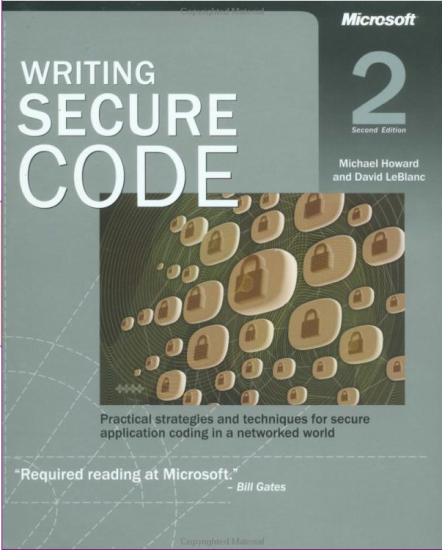 Copyrighted Material
Microsoft
WRITING
SECURE
CODE
2
Second Edition
Michael Howard
and David LeBlanc
Practical strategies and techniques for secure
application coding in a networked world
“Required reading at Microsoft.”
– Bill Gates
Copyrighted Material